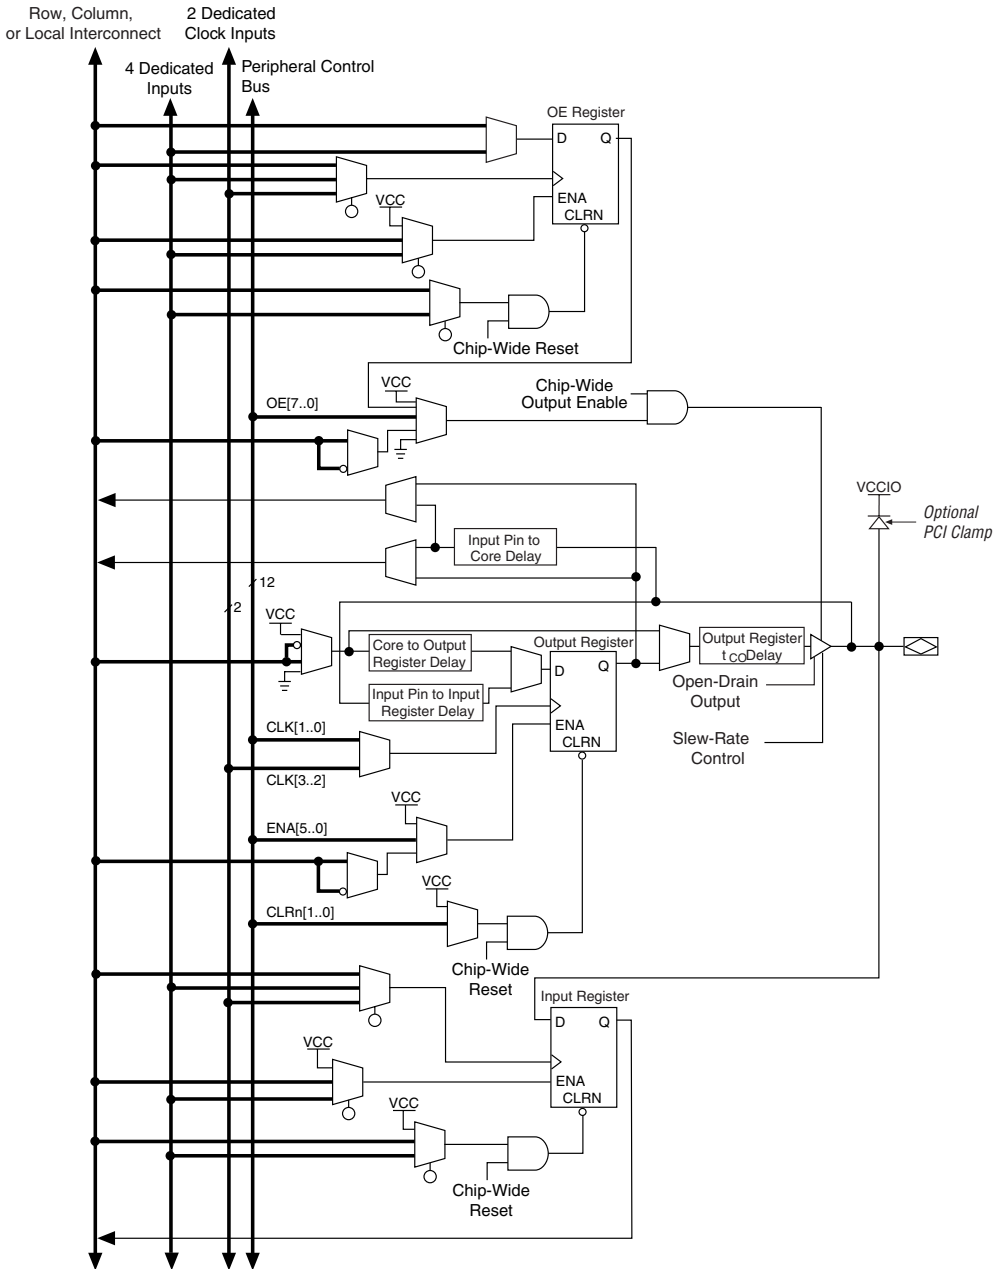 Row, Column,
or Local Interconnect
2 Dedicated
Clock Inputs
4 Dedicated
Inputs
Peripheral Control
Bus
OE Register
D
Q
ENA
CLRN
VCC
Chip-Wide Reset
VCC
OE[7..0]
Chip-Wide
Output Enable
VCCIO
Optional
PCI Clamp
Input Pin to
Core Delay
12
2
VCC
Core to Output
Register Delay
Input Pin to Input
Register Delay
Output Register
D
Q
ENA
CLRN
Output Register
tCODelay
Open-Drain
Output
Slew-Rate
Control
CLK[1..0]
CLK[3..2]
VCC
ENA[5..0]
VCC
CLRn[1..0]
Chip-Wide
Reset
Input Register
D
Q
ENA
CLRN
VCC
VCC
Chip-Wide
Reset